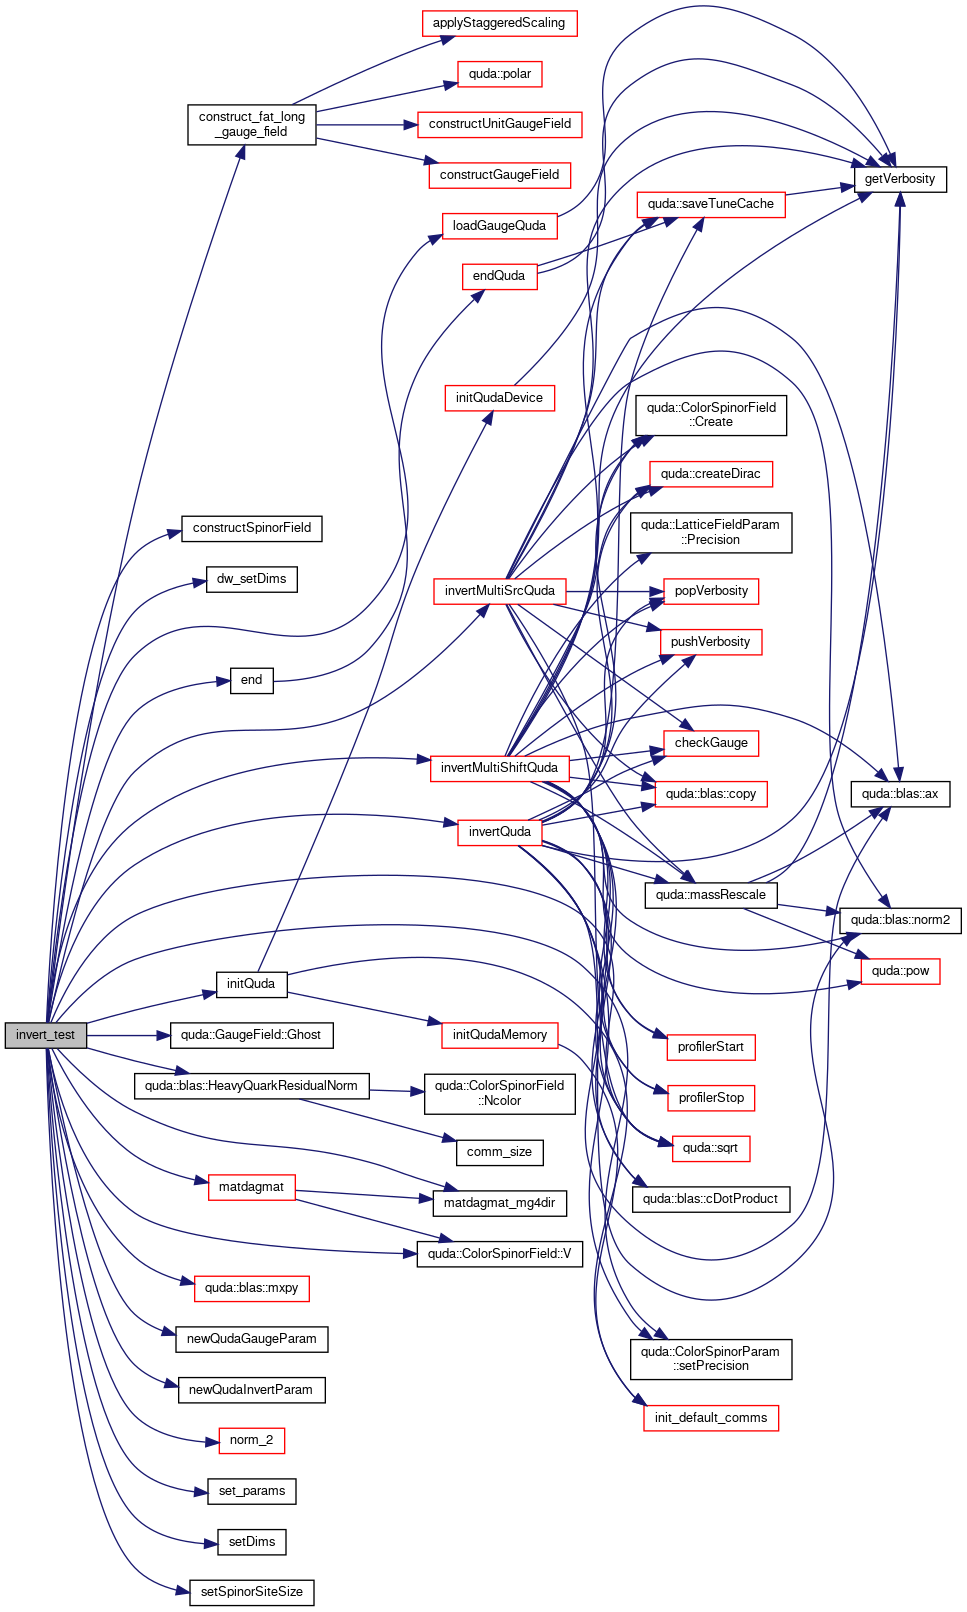 applyStaggeredScaling
quda::polar
construct_fat_long
_gauge_field
constructUnitGaugeField
constructGaugeField
getVerbosity
quda::saveTuneCache
loadGaugeQuda
endQuda
initQudaDevice
quda::ColorSpinorField
::Create
quda::createDirac
constructSpinorField
quda::LatticeFieldParam
::Precision
dw_setDims
invertMultiSrcQuda
popVerbosity
pushVerbosity
end
checkGauge
invertMultiShiftQuda
quda::blas::copy
quda::blas::ax
invertQuda
quda::massRescale
quda::blas::norm2
quda::pow
initQuda
invert_test
quda::GaugeField::Ghost
initQudaMemory
profilerStart
quda::blas::HeavyQuarkResidualNorm
quda::ColorSpinorField
::Ncolor
profilerStop
comm_size
quda::sqrt
matdagmat
matdagmat_mg4dir
quda::blas::cDotProduct
quda::ColorSpinorField::V
quda::blas::mxpy
newQudaGaugeParam
quda::ColorSpinorParam
::setPrecision
newQudaInvertParam
init_default_comms
norm_2
set_params
setDims
setSpinorSiteSize